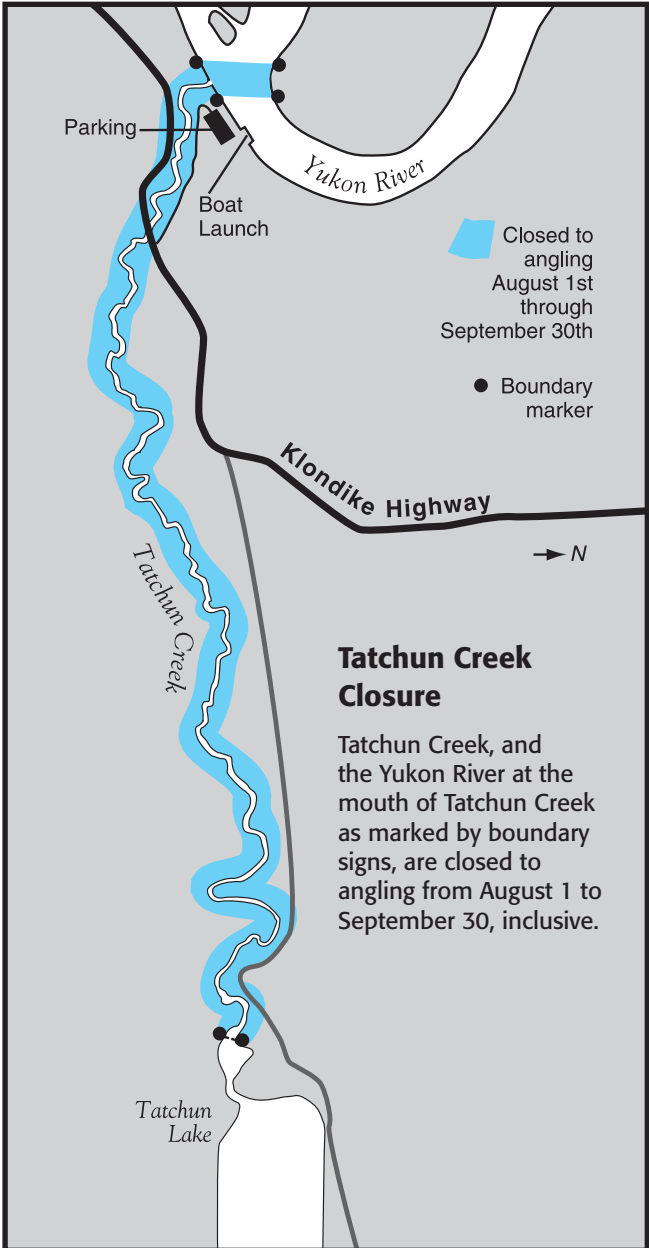 Parking
Yukon River
Boat
Launch
Closed to
angling
August 1st
through
September 30th
Boundary
marker
Klondike Highway
N
Tatchun Creek
Tatchun Creek
Closure
Tatchun Creek, and
the Yukon River at the
mouth of Tatchun Creek
as marked by boundary
signs, are closed to
angling from August 1 to
September 30, inclusive.
Tatchun
Lake